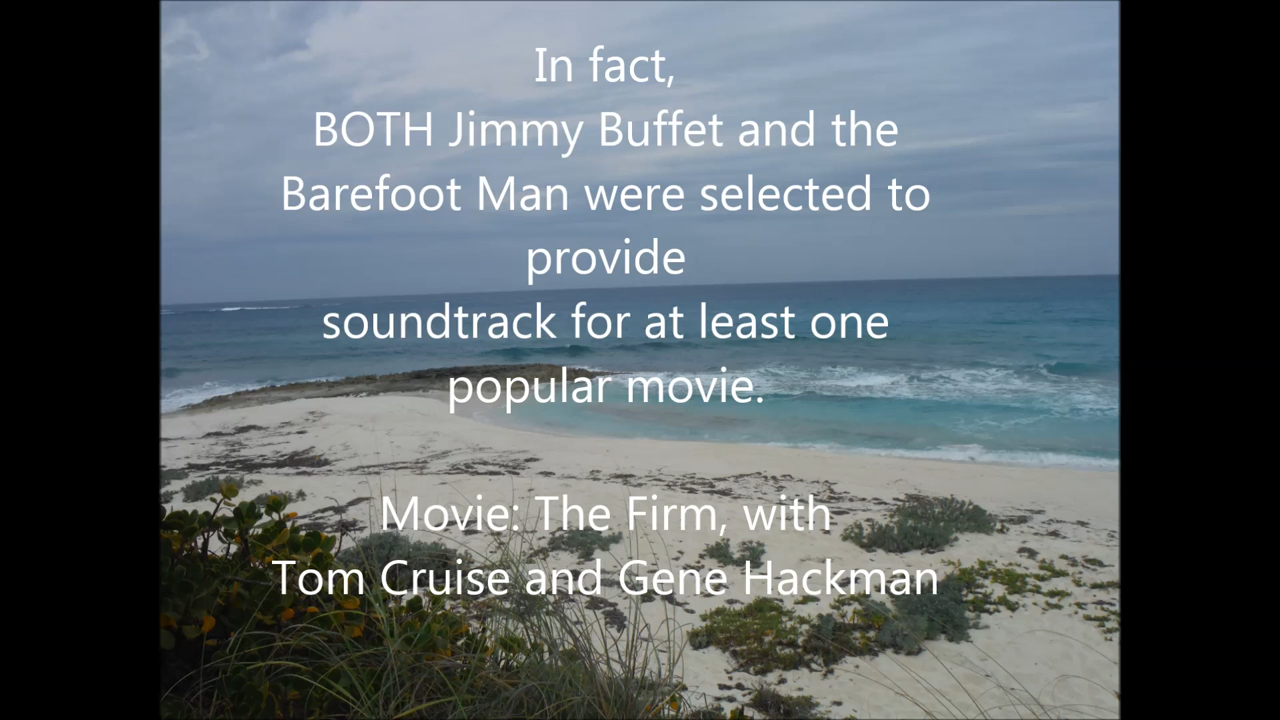 In fact,
BOTH Jimmy Buffet and the
Barefoot Man were selected to
provide
soundtrack for at least one
popular movie.
Movie: The Firm, with
Tom Cruise and Gene Hackman